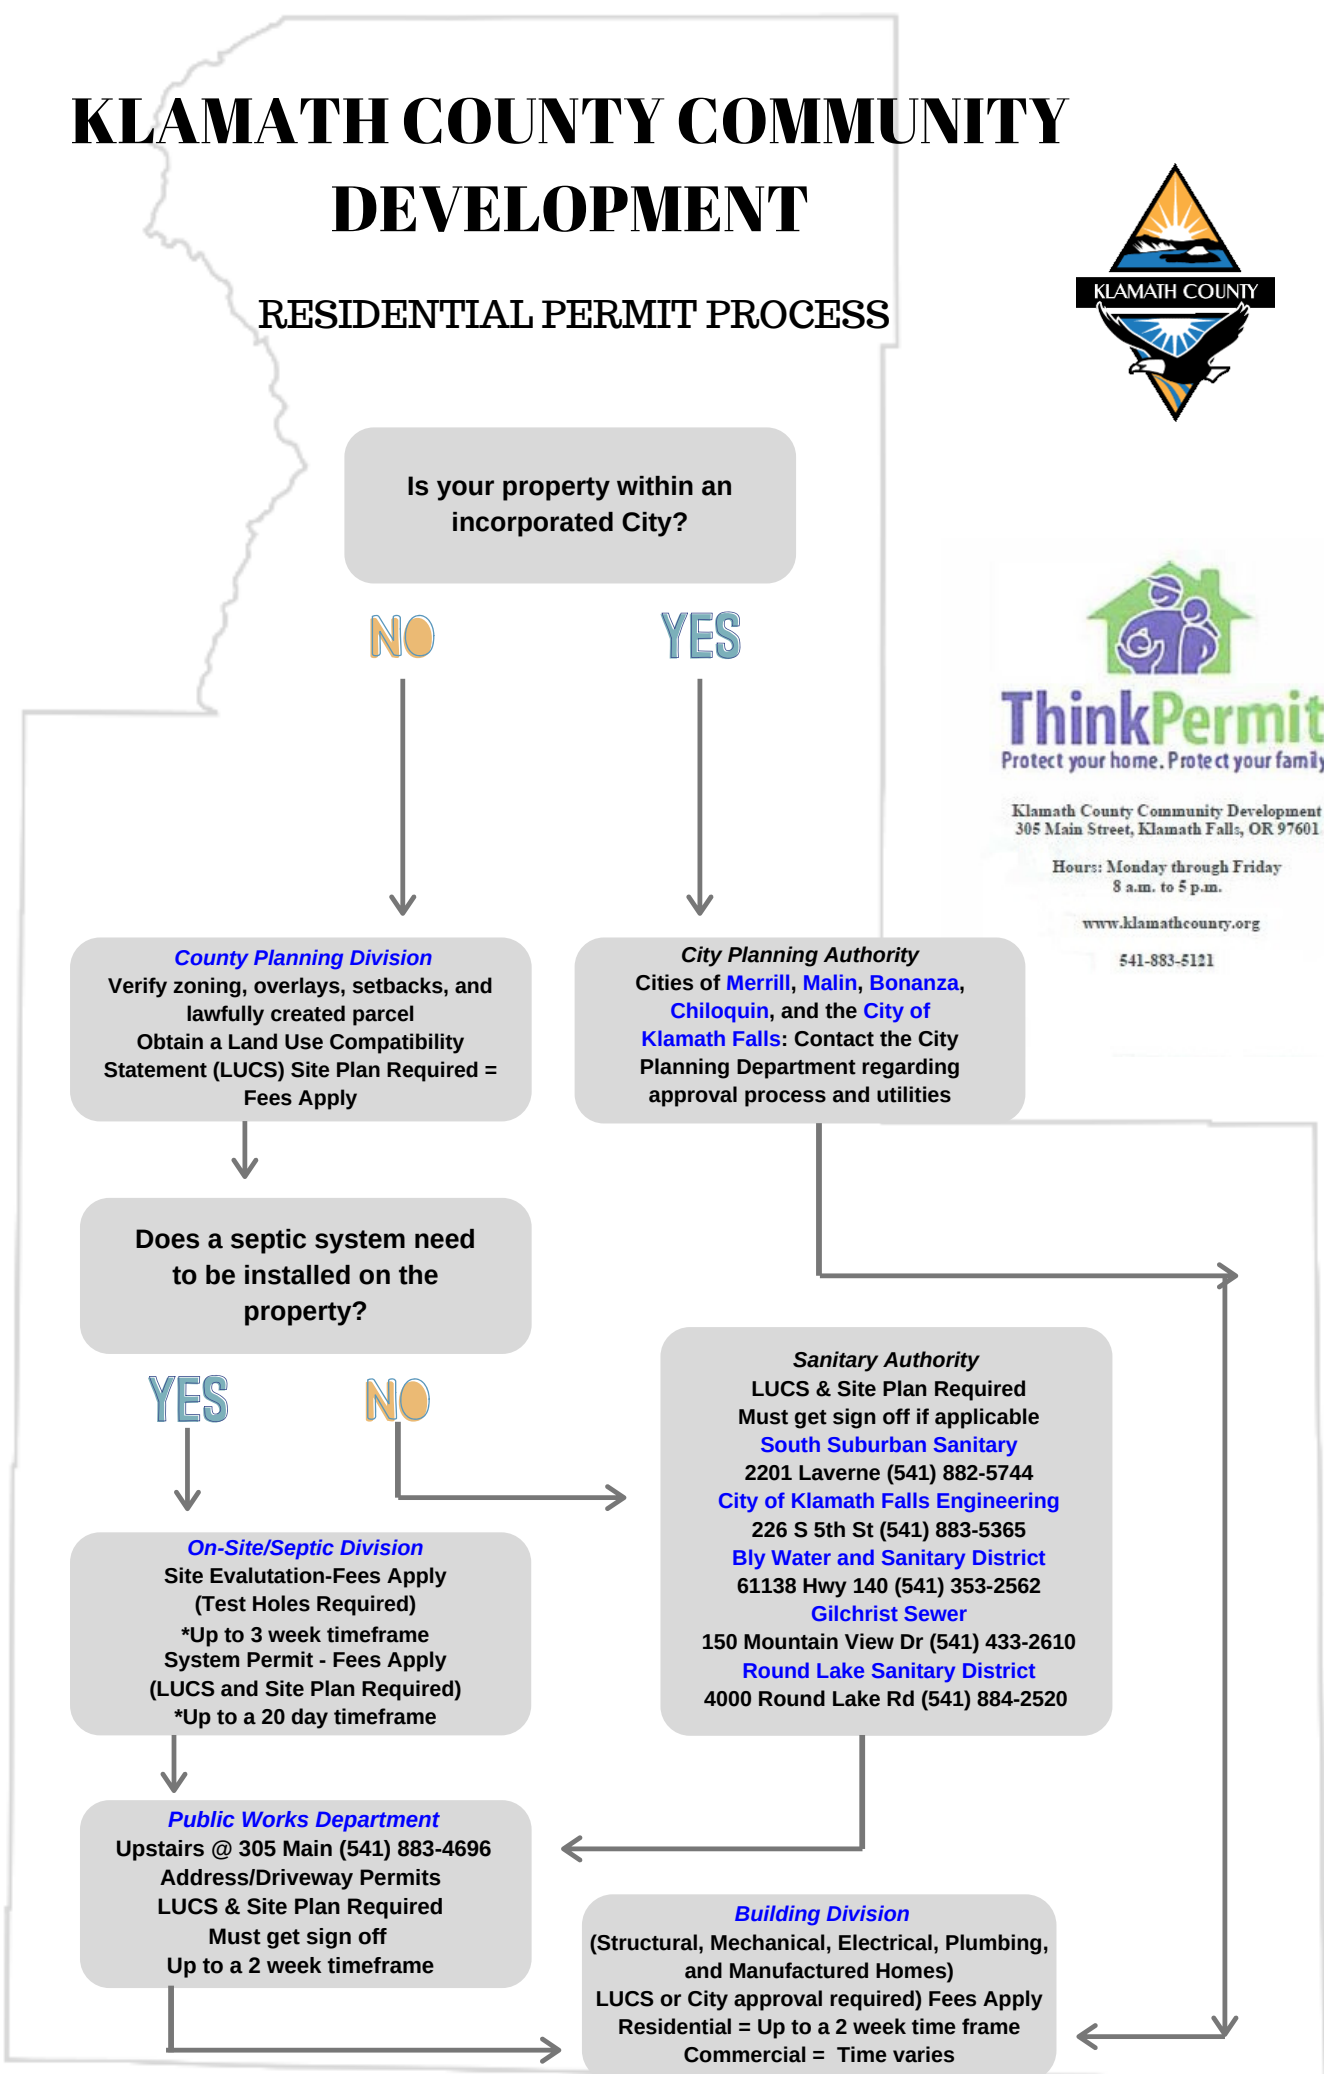 KLAMATH COUNTY COMMUNITY
DEVELOPMENT
RESIDENTIAL PERMIT PROCESS
KLAMATH COUNTY
Is your property within an
incorporated City?
NO
YES
ThinkPermit
Protect your home. Protect your family
Klamath County Community Development
305 Main Street, Klamath Falls, OR 97601
Hours: Monday through Friday
8 a.m. to 5 p.m.
www.klamathcounty.org
541-883-5121
County Planning Division
Verify zoning, overlays, setbacks, and
lawfully created parcel
Obtain a Land Use Compatibility
Statement (LUCS) Site Plan Required =
Fees Apply
City Planning Authority
Cities of Merrill, Malin, Bonanza,
Chiloquin, and the City of
Klamath Falls: Contact the City
Planning Department regarding
approval process and utilities
Does a septic system need
to be installed on the
property?
YES
NO
Sanitary Authority
LUCS & Site Plan Required
Must get sign off if applicable
South Suburban Sanitary
2201 Laverne (541) 882-5744
City of Klamath Falls Engineering
226 S 5th St (541) 883-5365
Bly Water and Sanitary District
61138 Hwy 140 (541) 353-2562
Gilchrist Sewer
150 Mountain View Dr (541) 433-2610
Round Lake Sanitary District
4000 Round Lake Rd (541) 884-2520
On-Site/Septic Division
Site Evalutation-Fees Apply
(Test Holes Required)
*Up to 3 week timeframe
System Permit - Fees Apply
(LUCS and Site Plan Required)
*Up to a 20 day timeframe
Public Works Department
Upstairs @ 305 Main (541) 883-4696
Address/Driveway Permits
LUCS & Site Plan Required
Must get sign off
Up to a 2 week timeframe
Building Division
(Structural, Mechanical, Electrical, Plumbing,
and Manufactured Homes)
LUCS or City approval required) Fees Apply
Residential = Up to a 2 week time frame
Commercial = Time varies